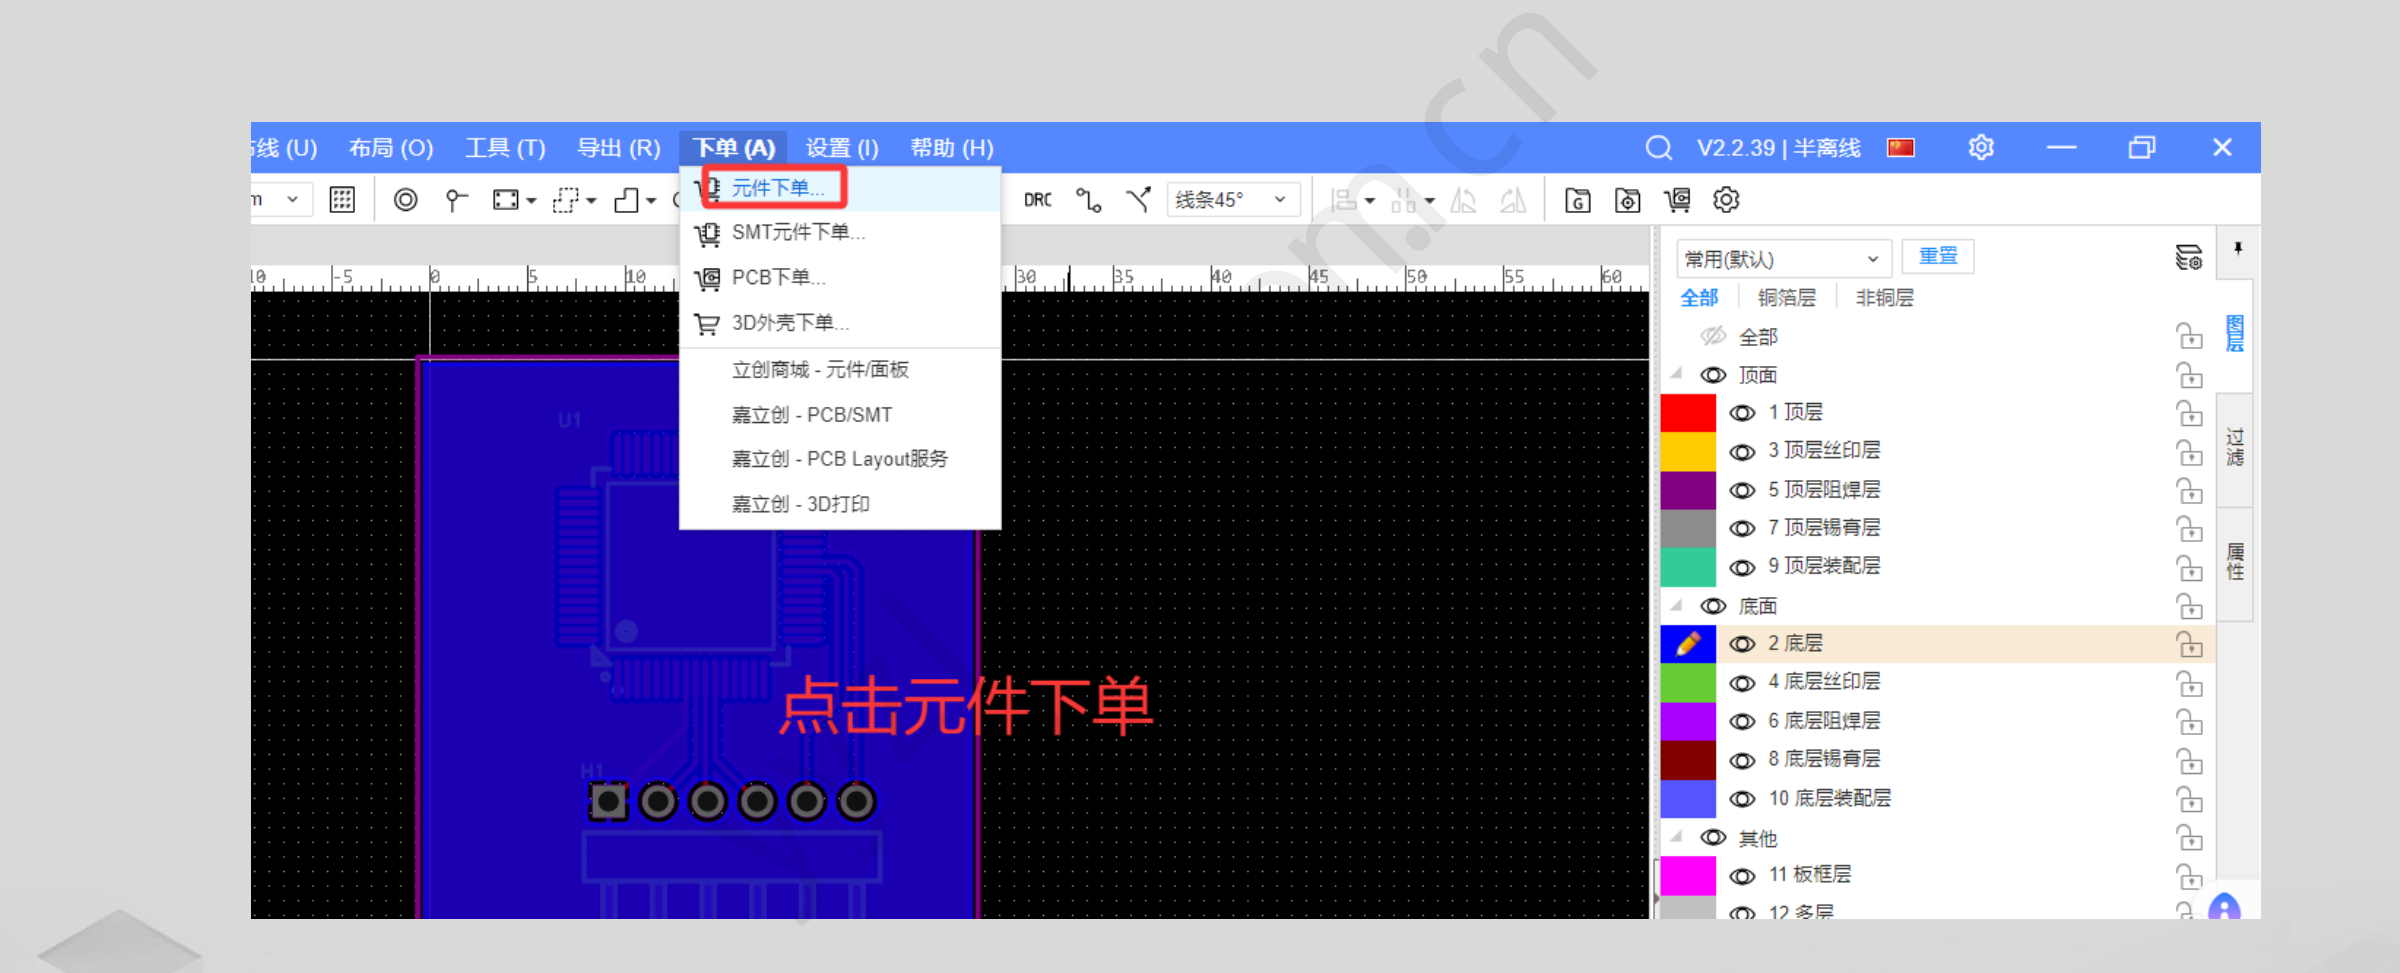 线 (U) 布局 (O) 工具 (T) 导出 (R) 下单 (A) 设置 (I) 帮助 (H) V2.2.39 | 半离线
m DRC 线条45°
元件下单...
SMT元件下单...
PCB下单...
3D外壳下单...
立创商城 - 元件/面板
嘉立创 - PCB/SMT
嘉立创 - PCB Layout服务
嘉立创 - 3D打印
10 -5 0 5 10 30 35 40 45 50 55 60
U1
点击元件下单
H1
常用(默认) 重置
全部 铜箔层 非铜层
全部
顶面
1 顶层
3 顶层丝印层
5 顶层阻焊层
7 顶层锡膏层
9 顶层装配层
底面
2 底层
4 底层丝印层
6 底层阻焊层
8 底层锡膏层
10 底层装配层
其他
11 板框层
12 多层
图层
过滤
属性